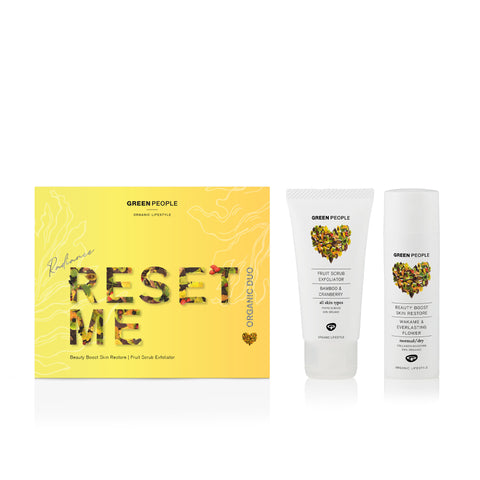 GREEN PEOPLE
ORGANIC LIFESTYLE
Radiance
RESET
ME
ORGANIC DUO
Beauty Boost Skin Restore | Fruit Scrub Exfoliator
GREEN PEOPLE
FRUIT SCRUB
EXFOLIATOR
BAMBOO &
CRANBERRY
all skin types
ORGANIC LIFESTYLE
GREEN PEOPLE
BEAUTY BOOST
SKIN RESTORE
WAKAME &
EVERLASTING
FLOWER
normal/dry
ORGANIC LIFESTYLE